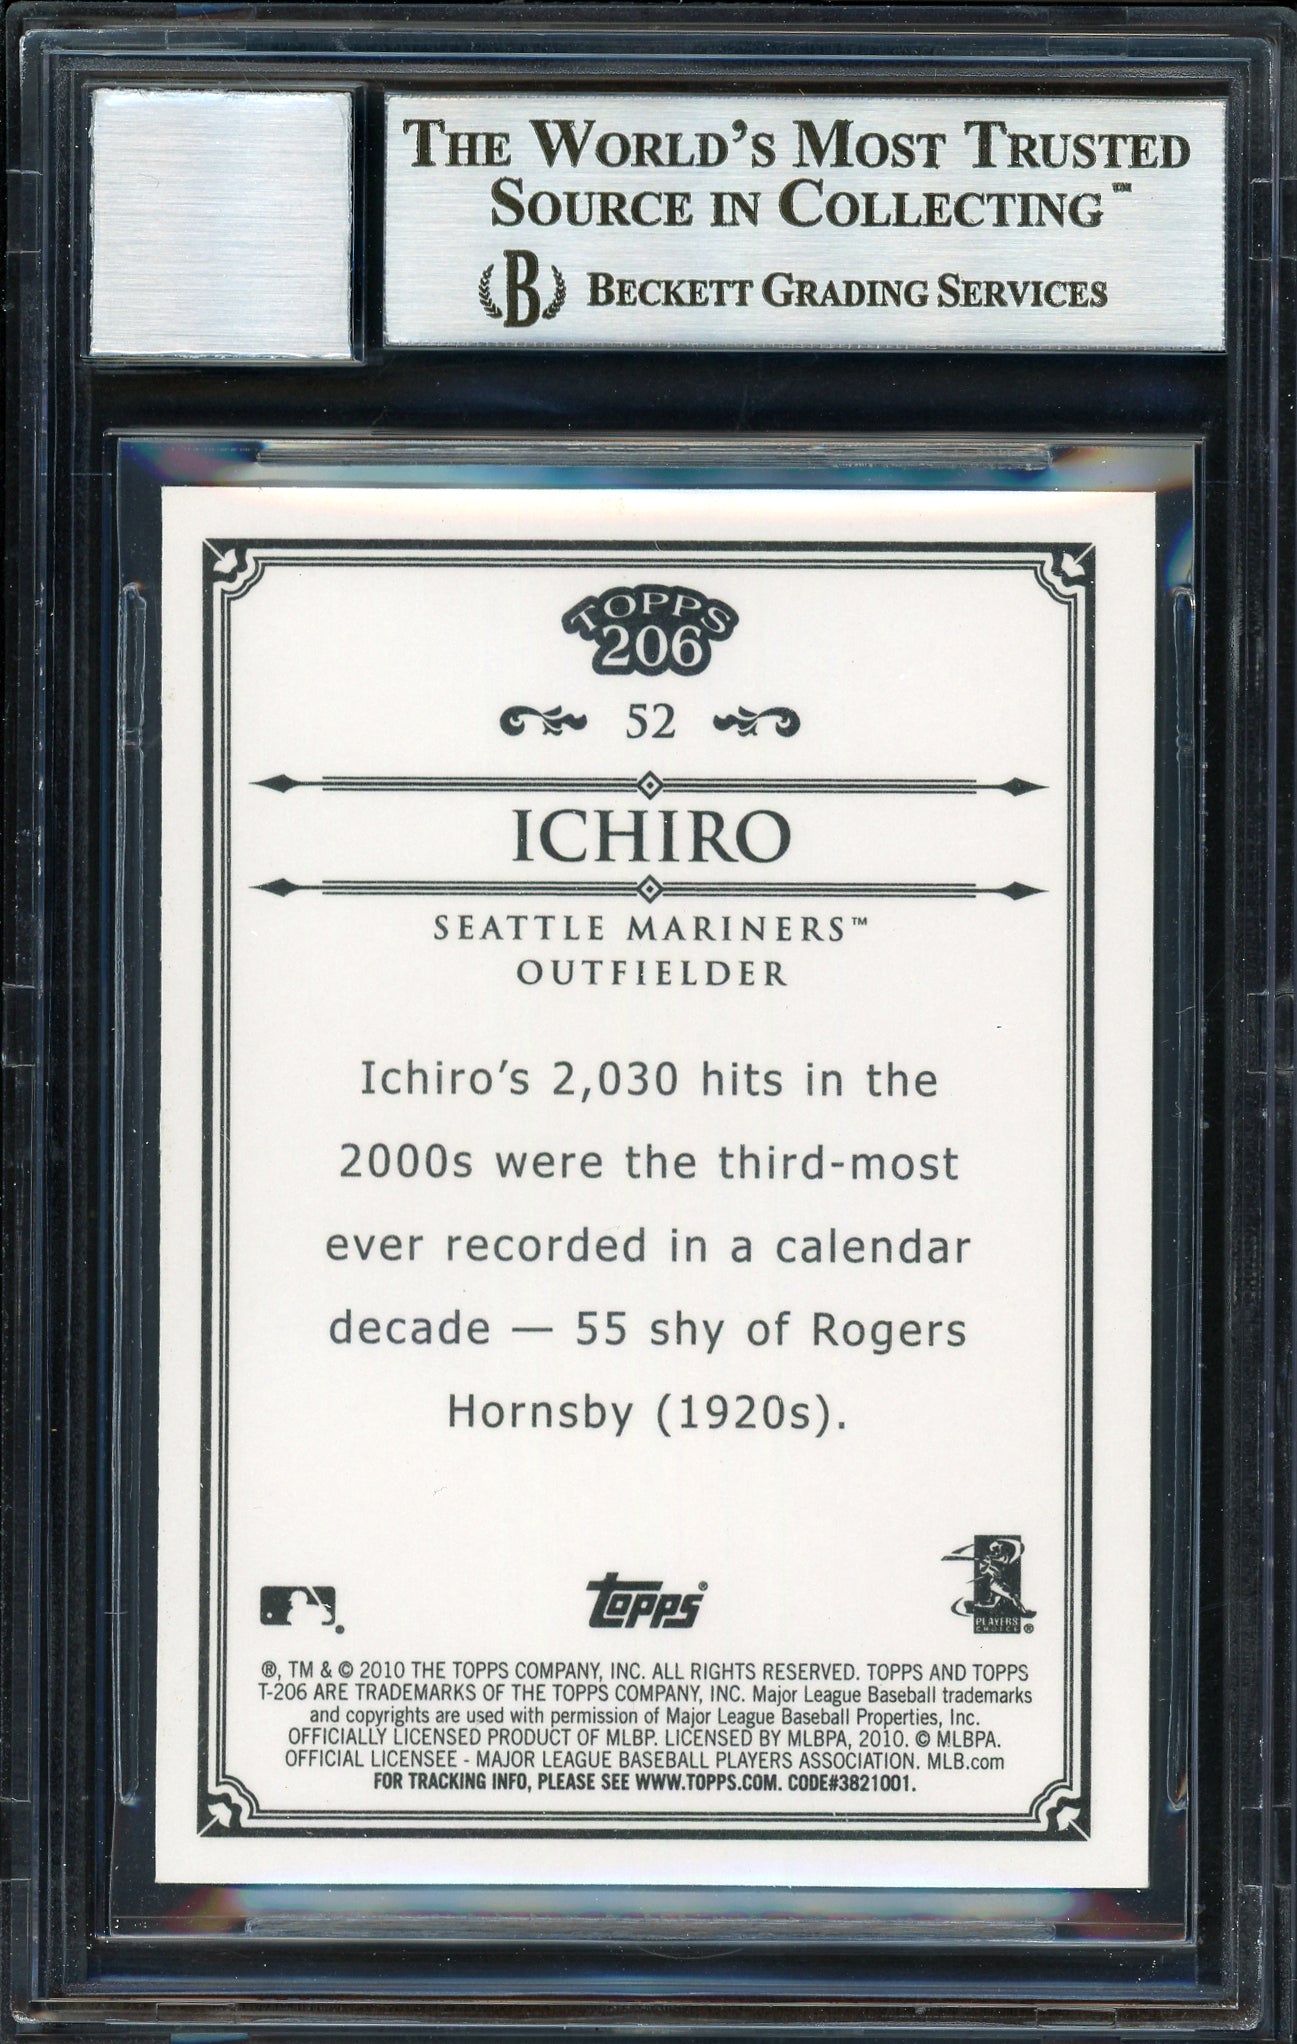 THE WORLD'S MOST TRUSTED
SOURCE IN COLLECTING™
B BECKETT GRADING SERVICES
TOPPS
206
52
ICHIRO
SEATTLE MARINERS™
OUTFIELDER
Ichiro's 2,030 hits in the
2000s were the third-most
ever recorded in a calendar
decade — 55 shy of Rogers
Hornsby (1920s).
Topps®
PLAYERS
CHOICE®
®, TM & © 2010 THE TOPPS COMPANY, INC. ALL RIGHTS RESERVED. TOPPS AND TOPPS
T-206 ARE TRADEMARKS OF THE TOPPS COMPANY, INC. Major League Baseball trademarks
and copyrights are used with permission of Major League Baseball Properties, Inc.
OFFICIALLY LICENSED PRODUCT OF MLBP. LICENSED BY MLBPA, 2010. © MLBPA.
OFFICIAL LICENSEE - MAJOR LEAGUE BASEBALL PLAYERS ASSOCIATION. MLB.com
FOR TRACKING INFO, PLEASE SEE WWW.TOPPS.COM. CODE#3821001.